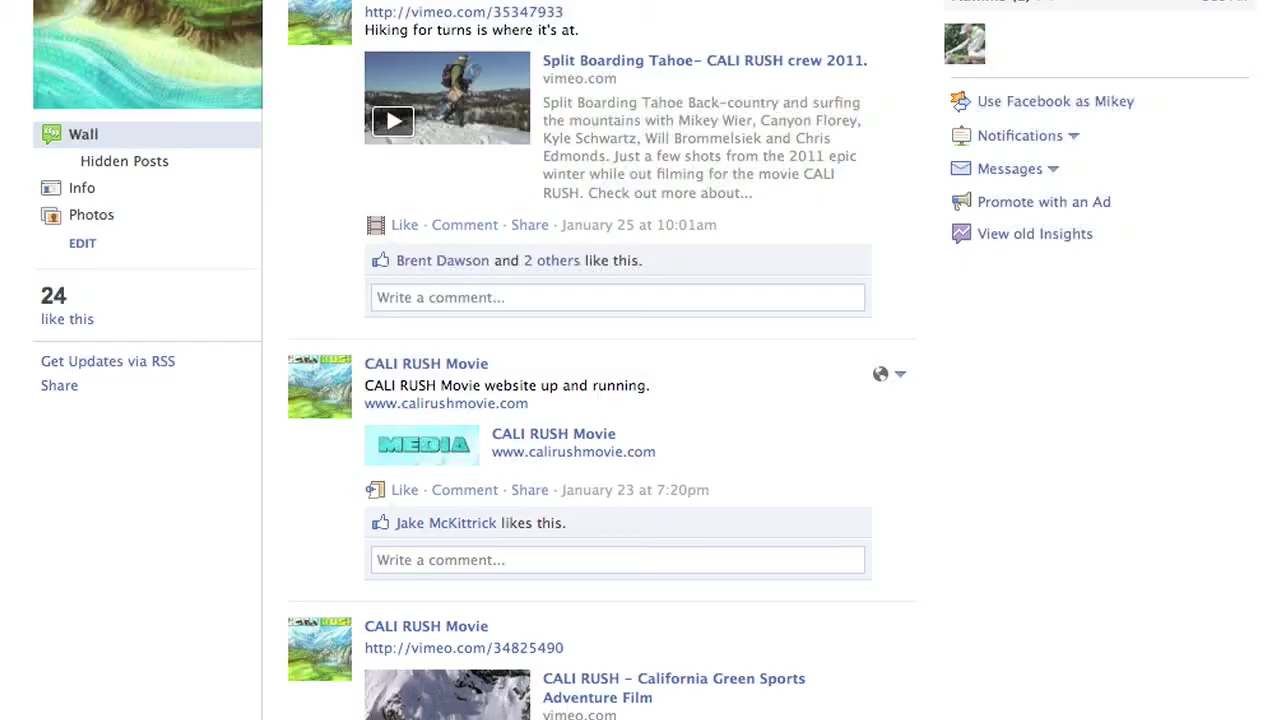 http://vimeo.com/35347933
Hiking for turns is where it's at.
Split Boarding Tahoe- CALI RUSH crew 2011.
vimeo.com
Split Boarding Tahoe Back-country and surfing
the mountains with Mikey Wier, Canyon Florey,
Kyle Schwartz, Will Brommelsiek and Chris
Edmonds. Just a few shots from the 2011 epic
winter while out filming for the movie CALI
RUSH. Check out more about...
Like · Comment · Share · January 25 at 10:01am
Brent Dawson and 2 others like this.
Write a comment...
Wall
Hidden Posts
Info
Photos
EDIT
24
like this
Get Updates via RSS
Share
CALI RUSH Movie
CALI RUSH Movie website up and running.
www.calirushmovie.com
MEDIA
CALI RUSH Movie
www.calirushmovie.com
Like · Comment · Share · January 23 at 7:20pm
Jake McKittrick likes this.
Write a comment...
CALI RUSH Movie
http://vimeo.com/34825490
CALI RUSH - California Green Sports
Adventure Film
vimeo.com
Use Facebook as Mikey
Notifications
Messages
Promote with an Ad
View old Insights